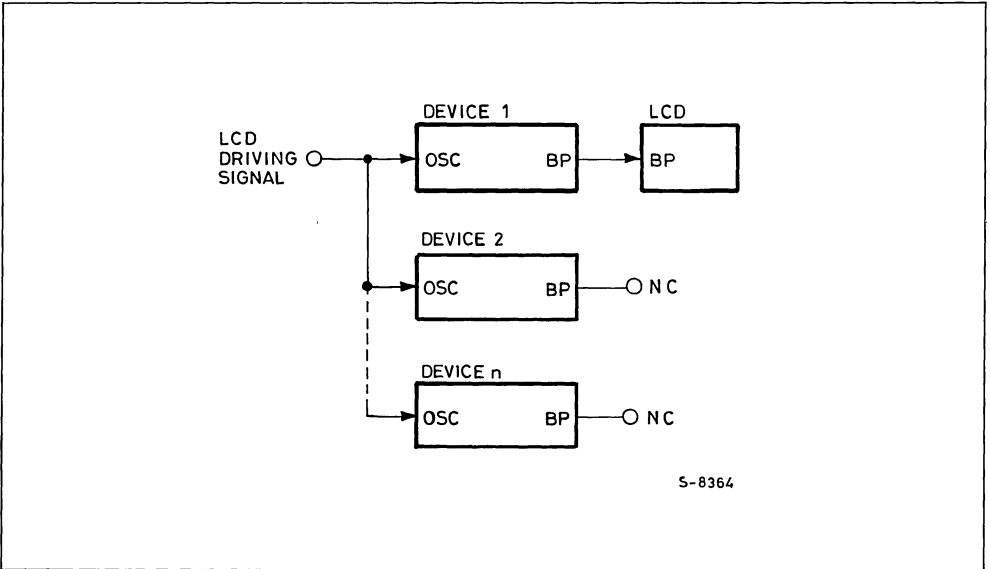 DEVICE 1
LCD
LCD
DRIVING
SIGNAL
OSC
BP
BP
DEVICE 2
OSC
BP
NC
DEVICE n
OSC
BP
NC
S-8364